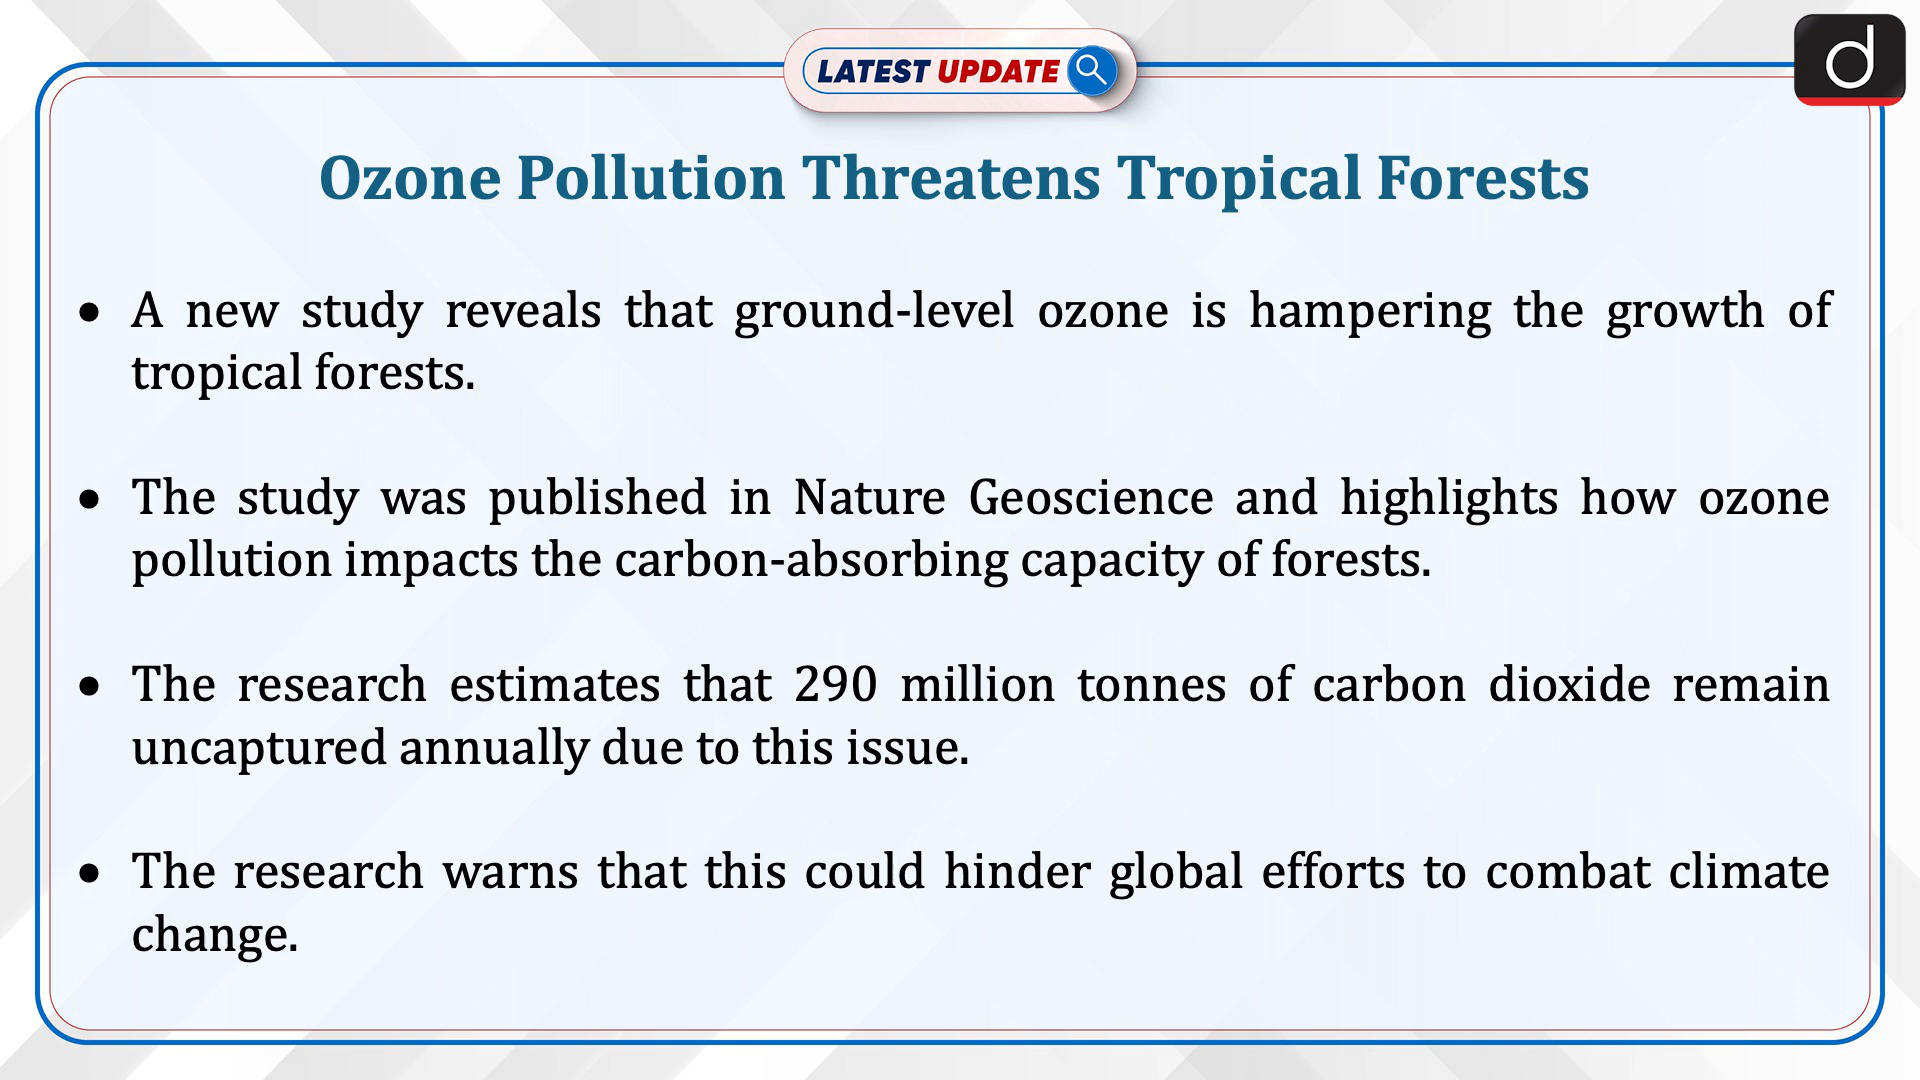 LATEST UPDATE
d
Ozone Pollution Threatens Tropical Forests
• A new study reveals that ground-level ozone is hampering the growth of
tropical forests.
• The study was published in Nature Geoscience and highlights how ozone
pollution impacts the carbon-absorbing capacity of forests.
• The research estimates that 290 million tonnes of carbon dioxide remain
uncaptured annually due to this issue.
• The research warns that this could hinder global efforts to combat climate
change.